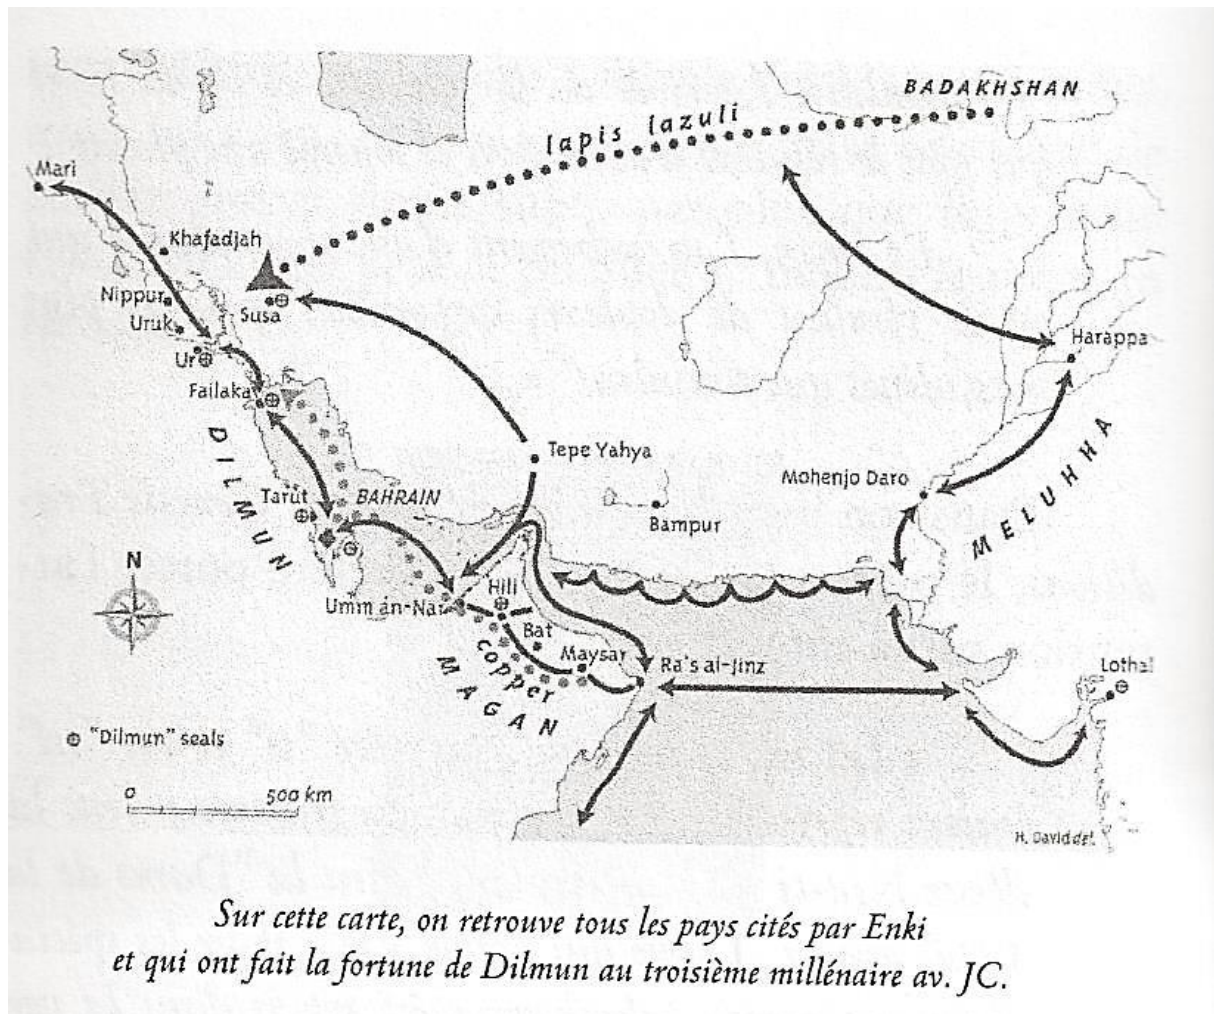 BADAKHSHAN
lapis lazuli
Mari
Khafadjah
Nippur
Uruk
Susa
Ur
Harappa
Failaka
DILMUN
Tepe Yahya
Mohenjo Daro
MELUHHA
Tarut
BAHRAIN
Bampur
N
Hili
Umm an-Nar
Bat
copper
Maysar
MAGAN
Ra's al-Jinz
Lothal
"Dilmun" seals
0 500 km
H. David del.
Sur cette carte, on retrouve tous les pays cités par Enki
et qui ont fait la fortune de Dilmun au troisième millénaire av. JC.